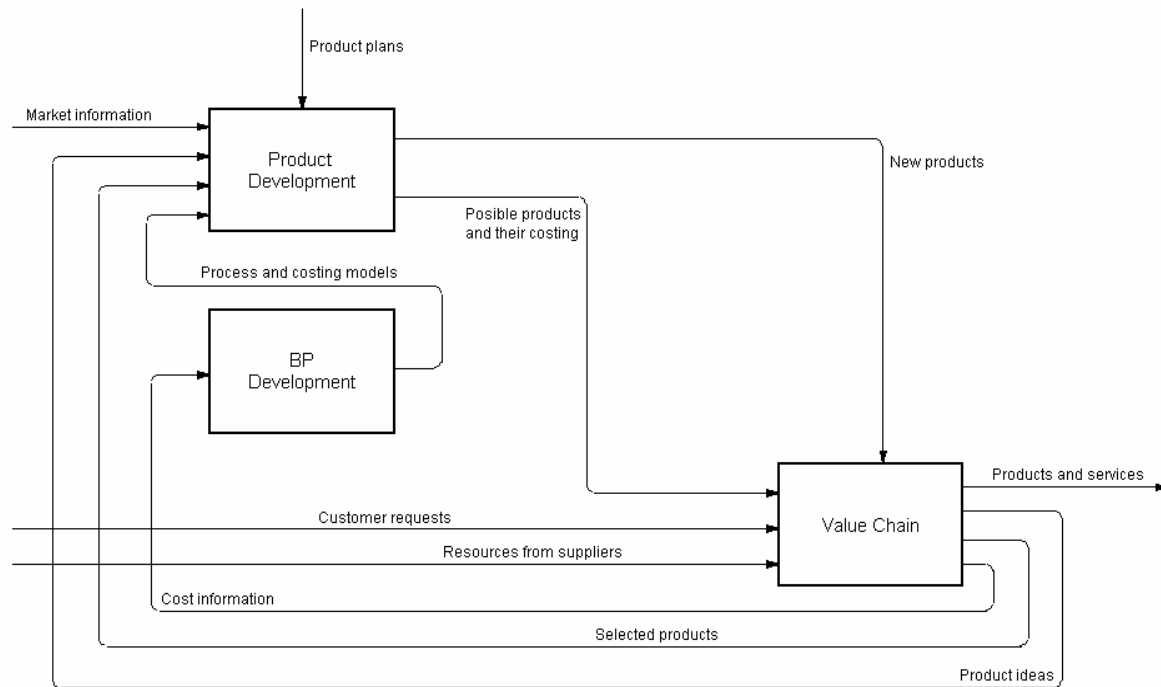 Product plans
Market information
Product
Development
New products
Posible products
and their costing
Process and costing models
BP
Development
Products and services
Customer requests
Value Chain
Resources from suppliers
Cost information
Selected products
Product ideas